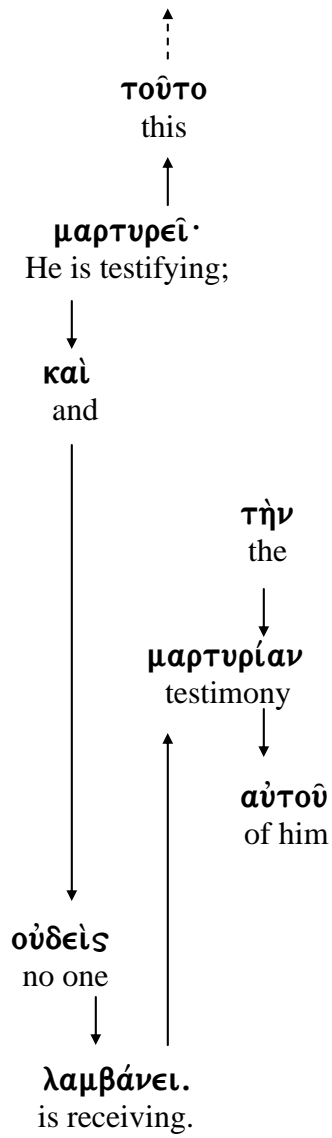 τοῦτο
this
μαρτυρεῖ·
He is testifying;
καὶ
and
τὴν
the
μαρτυρίαν
testimony
αὐτοῦ
of him
οὐδεὶς
no one
λαμβάνει.
is receiving.